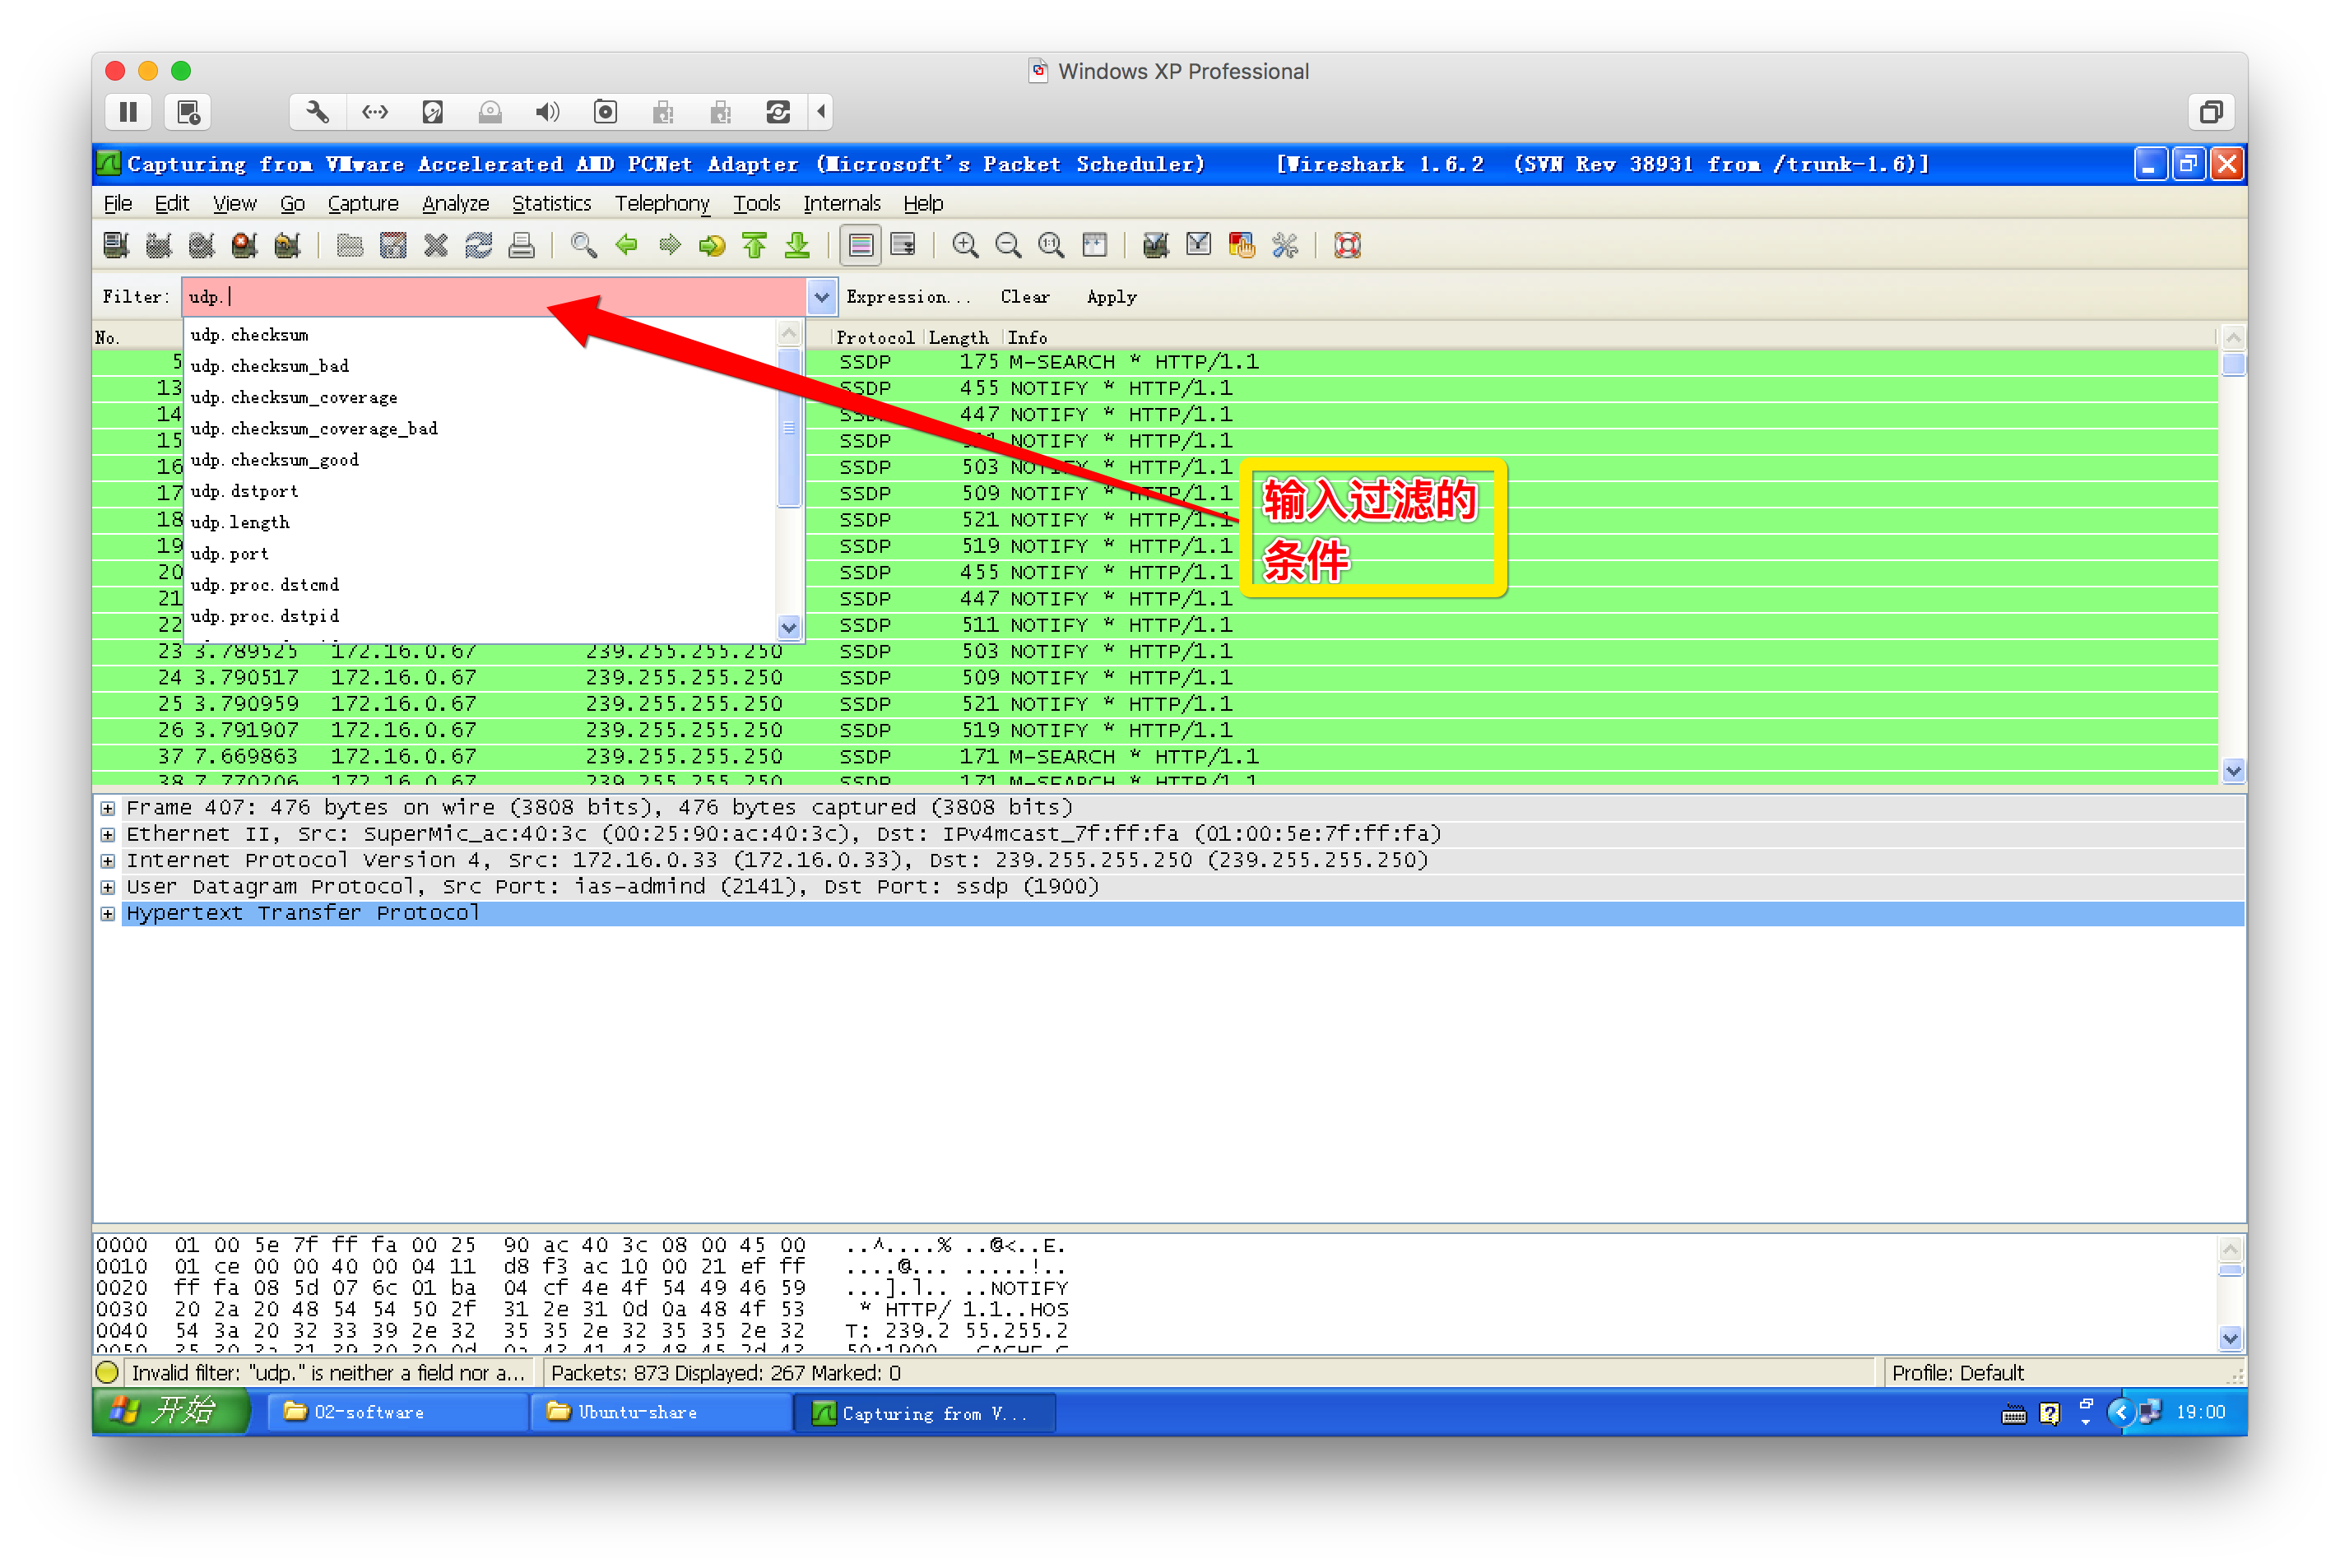 Windows XP Professional
Capturing from VMware Accelerated AMD PCNet Adapter (Microsoft's Packet Scheduler) [Wireshark 1.6.2 (SVN Rev 38931 from /trunk-1.6)]
File Edit View Go Capture Analyze Statistics Telephony Tools Internals Help
Filter: udp. Expression... Clear Apply
No. Protocol Length Info
udp.checksum
udp.checksum_bad
udp.checksum_coverage
udp.checksum_coverage_bad
udp.checksum_good
udp.dstport
udp.length
udp.port
udp.proc.dstcmd
udp.proc.dstpid
5 SSDP 175 M-SEARCH * HTTP/1.1
13 SSDP 455 NOTIFY * HTTP/1.1
14 SSDP 447 NOTIFY * HTTP/1.1
15 SSDP NOTIFY * HTTP/1.1
16 SSDP 503 NOTIFY * HTTP/1.1
17 SSDP 509 NOTIFY * HTTP/1.1
18 SSDP 521 NOTIFY * HTTP/1.1
19 SSDP 519 NOTIFY * HTTP/1.1
20 SSDP 455 NOTIFY * HTTP/1.1
21 SSDP 447 NOTIFY * HTTP/1.1
22 SSDP 511 NOTIFY * HTTP/1.1
23 3.789525 172.16.0.67 239.255.255.250 SSDP 503 NOTIFY * HTTP/1.1
24 3.790517 172.16.0.67 239.255.255.250 SSDP 509 NOTIFY * HTTP/1.1
25 3.790959 172.16.0.67 239.255.255.250 SSDP 521 NOTIFY * HTTP/1.1
26 3.791907 172.16.0.67 239.255.255.250 SSDP 519 NOTIFY * HTTP/1.1
37 7.669863 172.16.0.67 239.255.255.250 SSDP 171 M-SEARCH * HTTP/1.1
38 7.770206 172.16.0.67 239.255.255.250 SSDP 171 M-SEARCH * HTTP/1.1
输入过滤的
条件
Frame 407: 476 bytes on wire (3808 bits), 476 bytes captured (3808 bits)
Ethernet II, Src: SuperMic_ac:40:3c (00:25:90:ac:40:3c), Dst: IPv4mcast_7f:ff:fa (01:00:5e:7f:ff:fa)
Internet Protocol Version 4, Src: 172.16.0.33 (172.16.0.33), Dst: 239.255.255.250 (239.255.255.250)
User Datagram Protocol, Src Port: ias-admind (2141), Dst Port: ssdp (1900)
Hypertext Transfer Protocol
0000 01 00 5e 7f ff fa 00 25 90 ac 40 3c 08 00 45 00 ..^....% ..@<..E.
0010 01 ce 00 00 40 00 04 11 d8 f3 ac 10 00 21 ef ff ....@... .....!..
0020 ff fa 08 5d 07 6c 01 ba 04 cf 4e 4f 54 49 46 59 ...].l.. ..NOTIFY
0030 20 2a 20 48 54 54 50 2f 31 2e 31 0d 0a 48 4f 53 * HTTP/ 1.1..HOS
0040 54 3a 20 32 33 39 2e 32 35 35 2e 32 35 35 2e 32 T: 239.2 55.255.2
0050 35 30 3a 31 39 30 30 0d 0a 43 41 43 48 45 2d 43 50:1900. .CACHE-C
Invalid filter: "udp." is neither a field nor a... Packets: 873 Displayed: 267 Marked: 0 Profile: Default
开始 02-software Ubuntu-share Capturing from V... 19:00